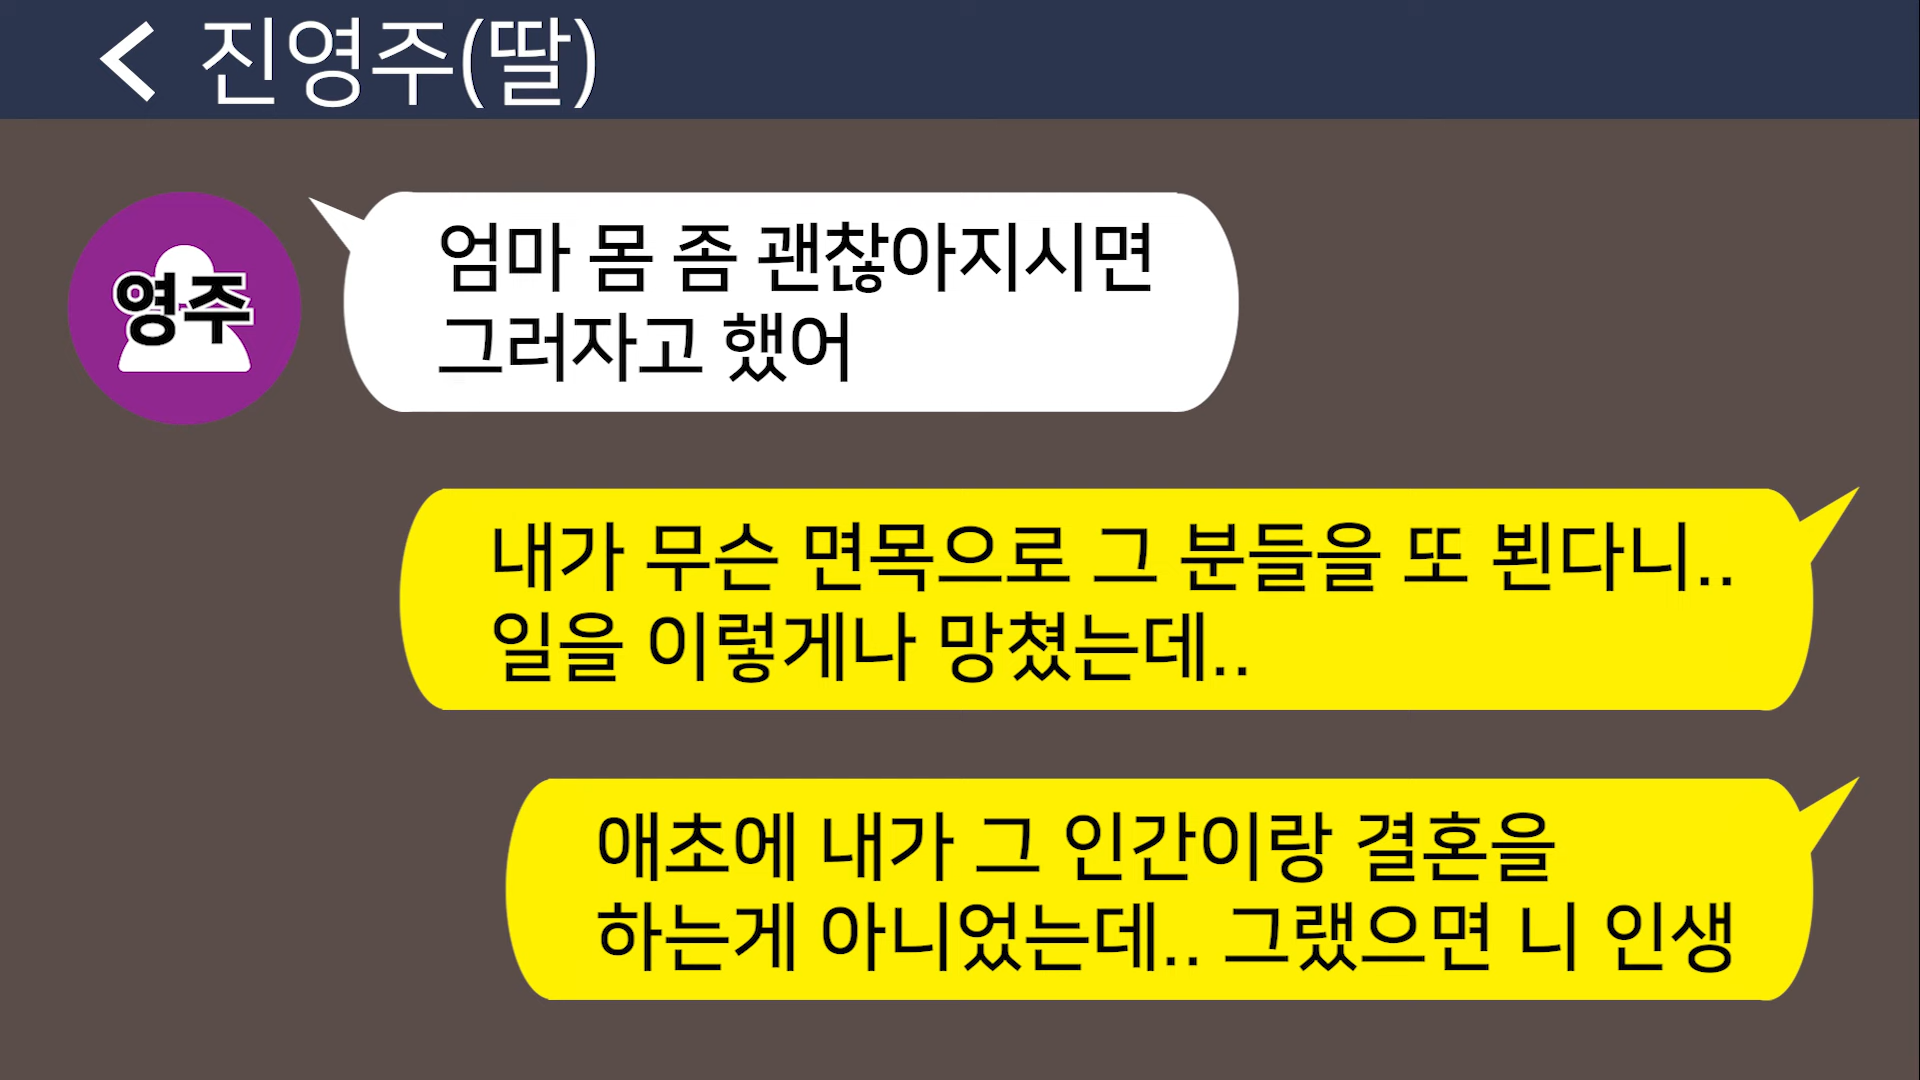 진영주(딸)
영주
엄마 몸 좀 괜찮아지시면
그러자고 했어
내가 무슨 면목으로 그 분들을 또 뵌다니..
일을 이렇게나 망쳤는데..
애초에 내가 그 인간이랑 결혼을
하는게 아니었는데.. 그랬으면 니 인생